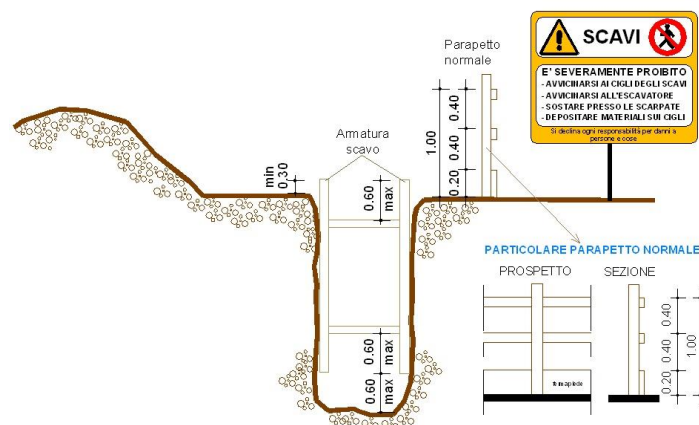 SCAVI
E' SEVERAMENTE PROIBITO
- AVVICINARSI AI CIGLI DEGLI SCAVI
- AVVICINARSI ALL'ESCAVATORE
- SOSTARE PRESSO LE SCARPATE
- DEPOSITARE MATERIALI SUI CIGLI
Si declina ogni responsabilità per danni a
persone e cose
Parapetto
normale
0.40
1.00
0.40
0.20
Armatura
scavo
min
0.30
0.60
max
0.60
max
0.60
max
PARTICOLARE PARAPETTO NORMALE
PROSPETTO
SEZIONE
0.40
0.40
1.00
0.20
fermapiede